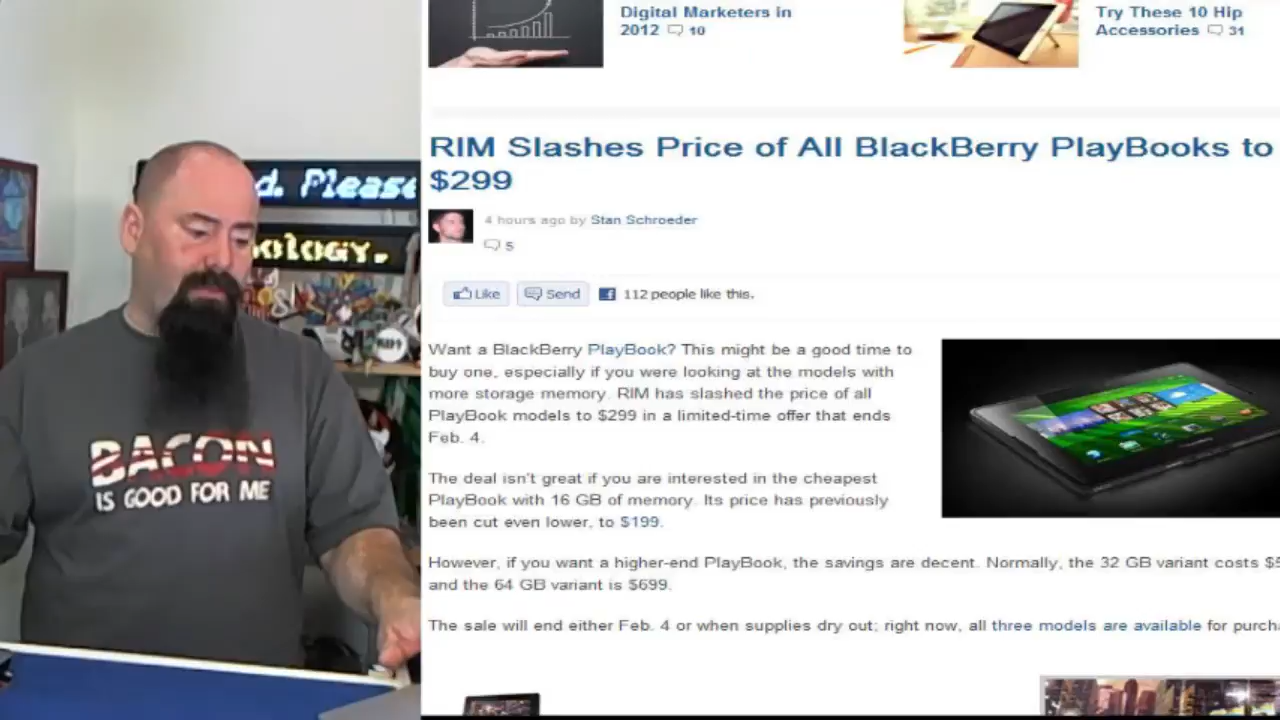 Digital Marketers in
2012 10
Try These 10 Hip
Accessories 31
RIM Slashes Price of All BlackBerry PlayBooks to
$299
4 hours ago by Stan Schroeder
5
Like
Send
112 people like this.
Want a BlackBerry PlayBook? This might be a good time to
buy one, especially if you were looking at the models with
more storage memory. RIM has slashed the price of all
PlayBook models to $299 in a limited-time offer that ends
Feb. 4.
The deal isn't great if you are interested in the cheapest
PlayBook with 16 GB of memory. Its price has previously
been cut even lower, to $199.
However, if you want a higher-end PlayBook, the savings are decent. Normally, the 32 GB variant costs
and the 64 GB variant is $699.
The sale will end either Feb. 4 or when supplies dry out; right now, all three models are available for
d. Please
OLOGY.
BACON
IS GOOD FOR ME